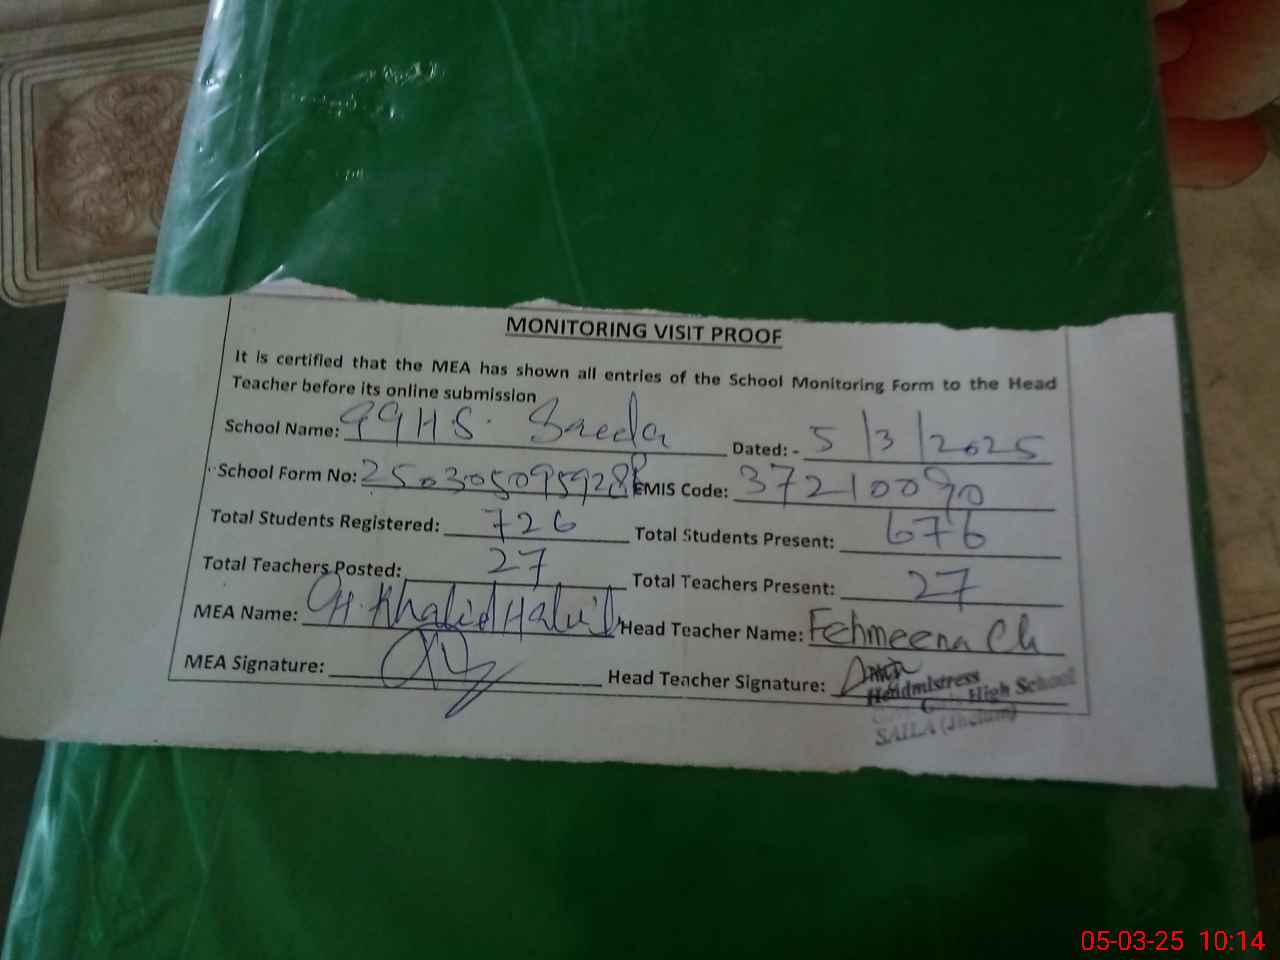 MONITORING VISIT PROOF
It is certified that the MEA has shown all entries of the School Monitoring Form to the Head
Teacher before its online submission
School Name: GGHS. Saeela Dated: - 5/3/2025
School Form No: EMIS Code: 37210090
Total Students Registered: 726 Total Students Present: 676
Total Teachers Posted: 27 Total Teachers Present: 27
MEA Name: CH. Khalid Head Teacher Name: Fehmeena Ch
MEA Signature: Head Teacher Signature:
Headmistress
Girls High School
SAILA (Jhelum)
05-03-25 10:14